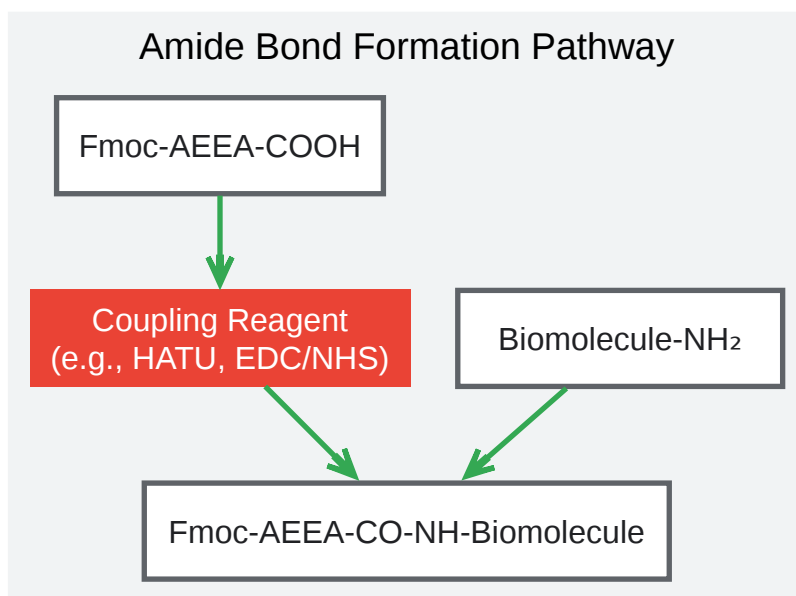 Amide Bond Formation Pathway
Fmoc-AEEA-COOH
Coupling Reagent
(e.g., HATU, EDC/NHS)
Biomolecule-NH₂
Fmoc-AEEA-CO-NH-Biomolecule